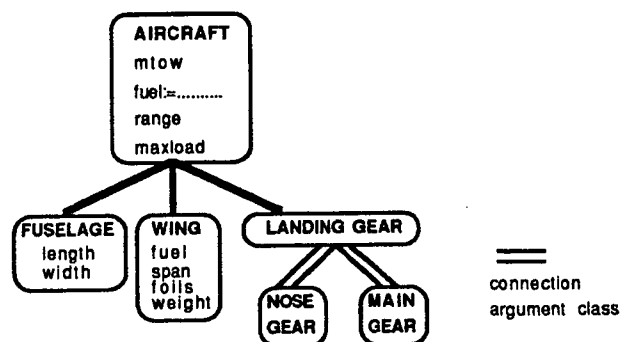 AIRCRAFT
mtow
fuel:=..........
range
maxload
FUSELAGE
length
width
WING
fuel
span
foils
weight
LANDING GEAR
NOSE
GEAR
MAIN
GEAR
connection
argument class